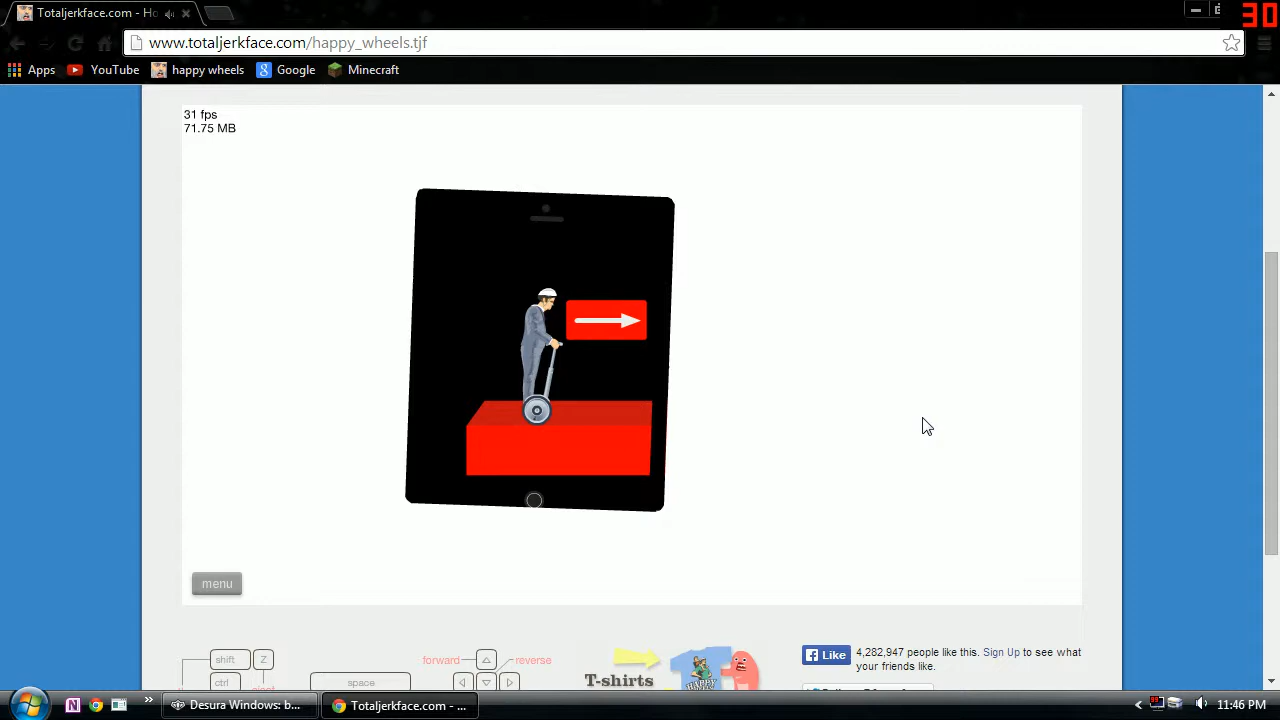 Totaljerkface.com - Ho
30
www.totaljerkface.com/happy_wheels.tjf
Apps YouTube happy wheels Google Minecraft
31 fps
71.75 MB
menu
shift Z forward reverse
ctrl space
T-shirts
HAPPY
Like 4,282,947 people like this. Sign Up to see what
your friends like.
Desura Windows: b... Totaljerkface.com - ... 11:46 PM